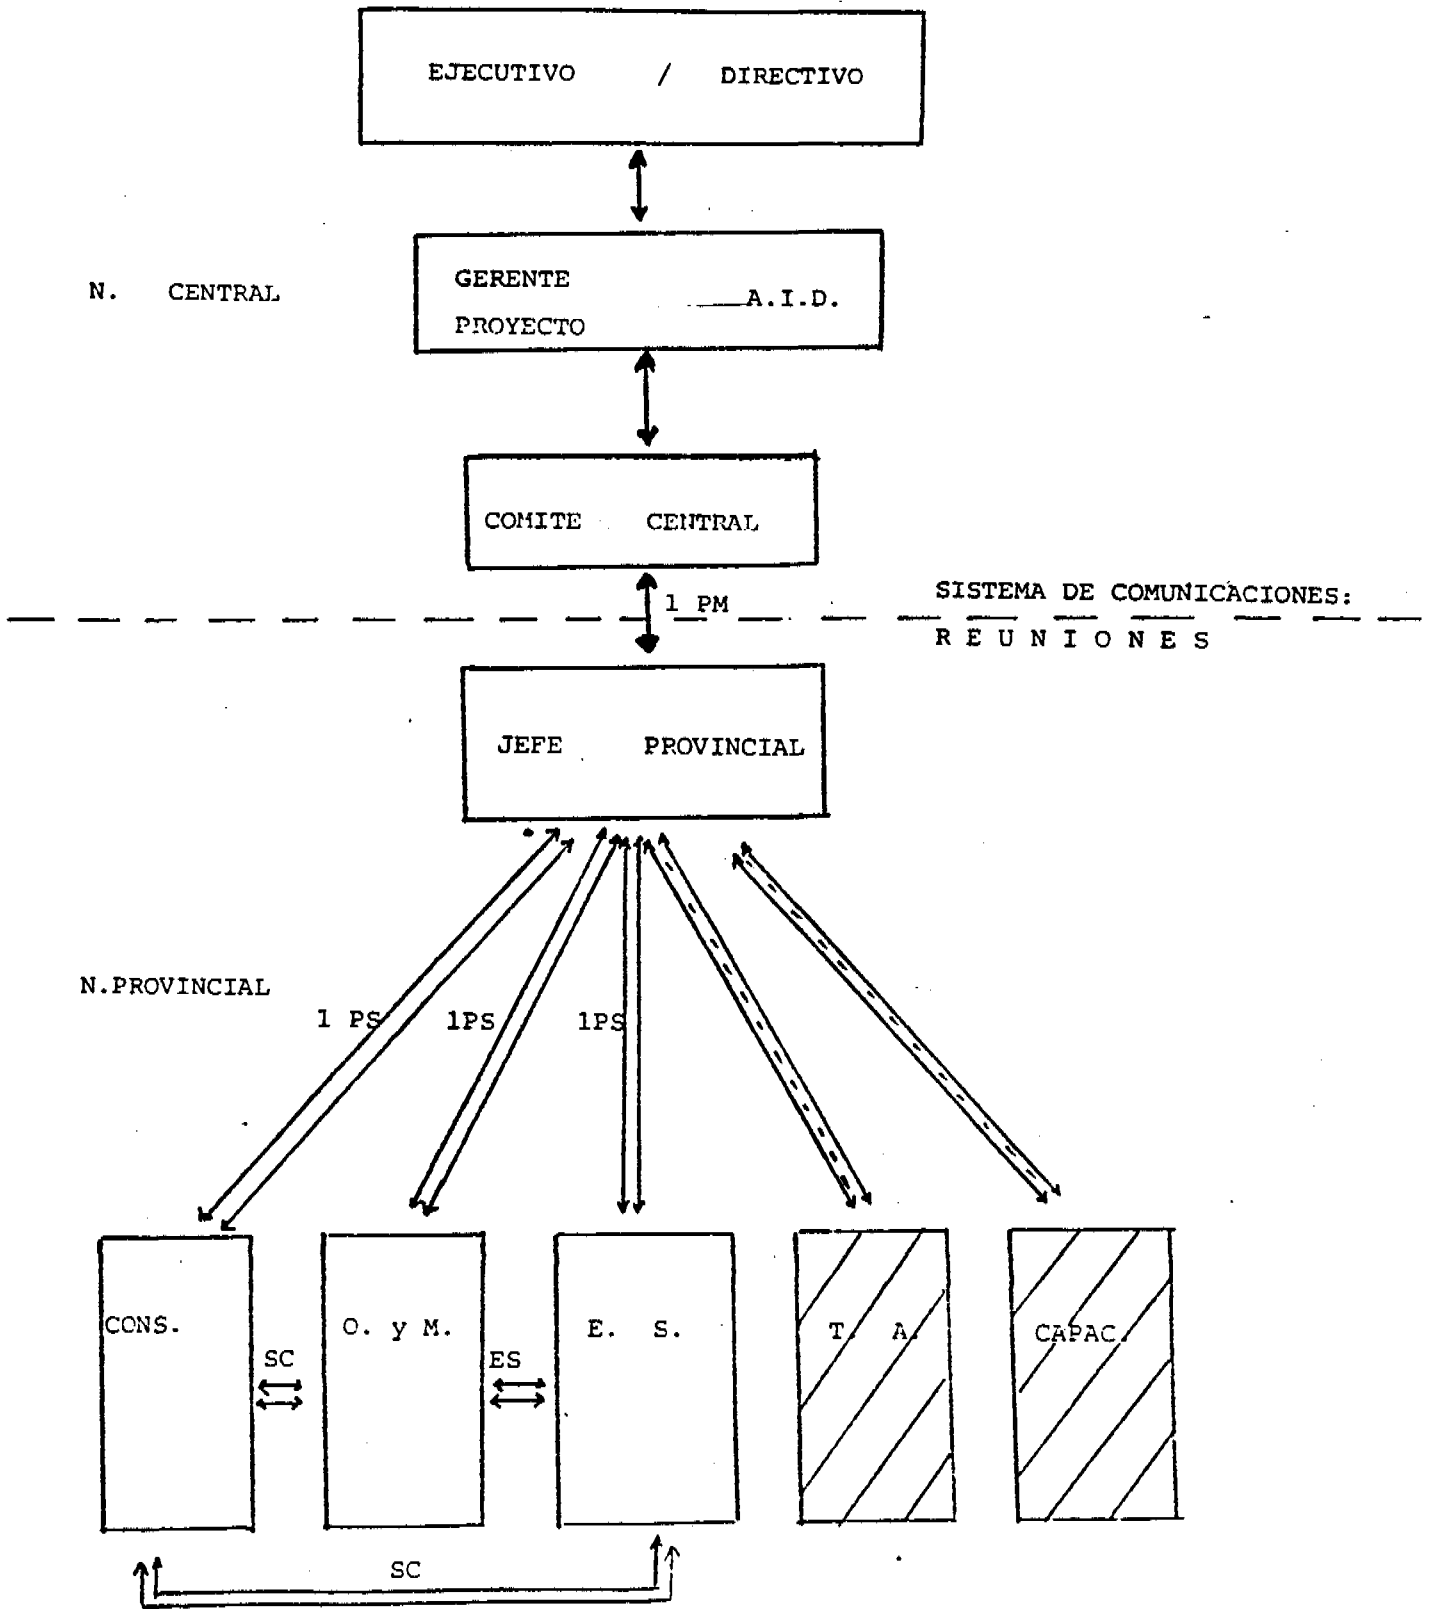 EJECUTIVO / DIRECTIVO
N. CENTRAL
GERENTE
PROYECTO
A.I.D.
COMITE CENTRAL
1 PM
SISTEMA DE COMUNICACIONES:
R E U N I O N E S
JEFE PROVINCIAL
N.PROVINCIAL
1 PS
1PS
1PS
CONS.
O. y M.
E. S.
T. A.
CAPAC.
SC
ES
SC